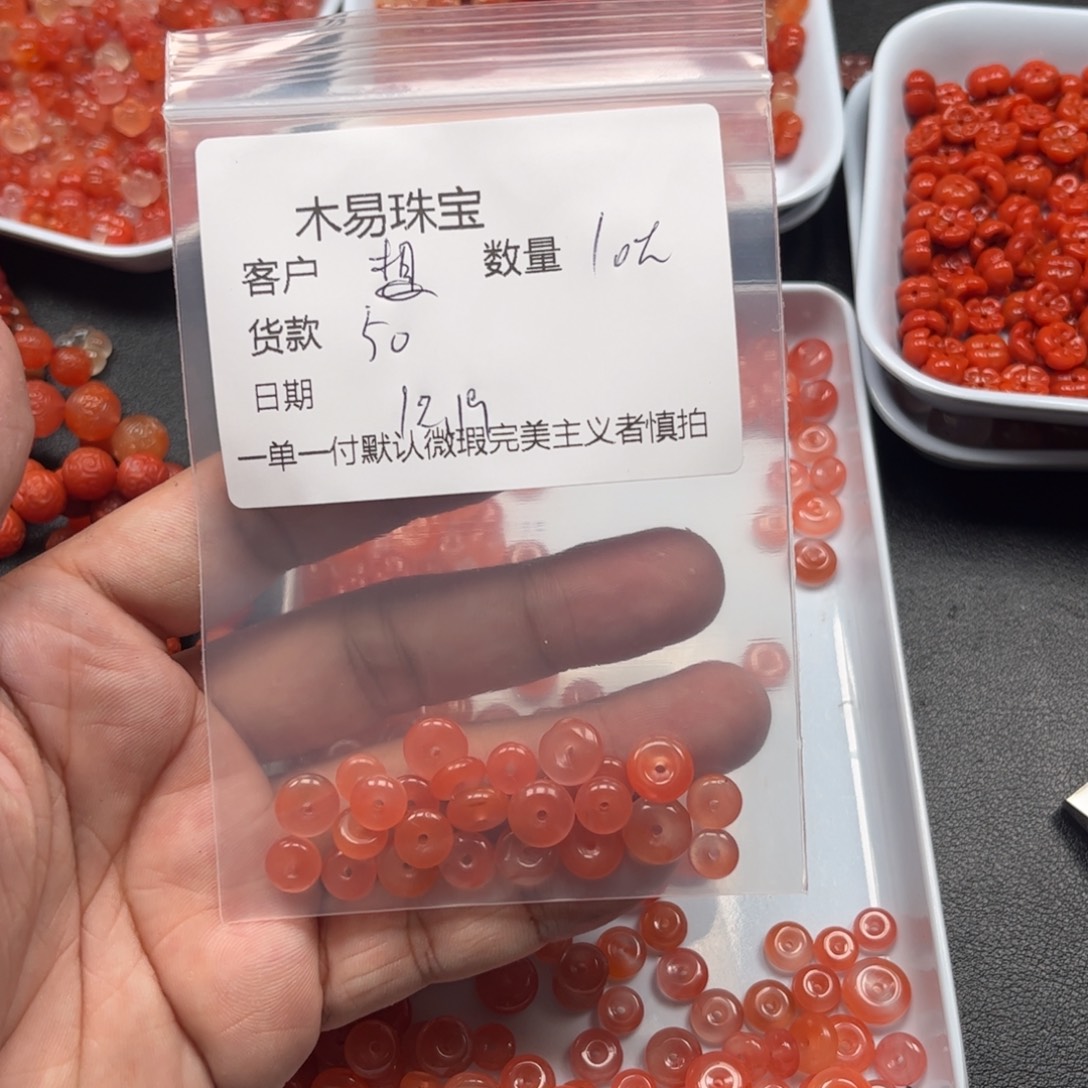 木易珠宝
客户 数量
货款 50
日期 12.19
一单一付默认微瑕完美主义者慎拍